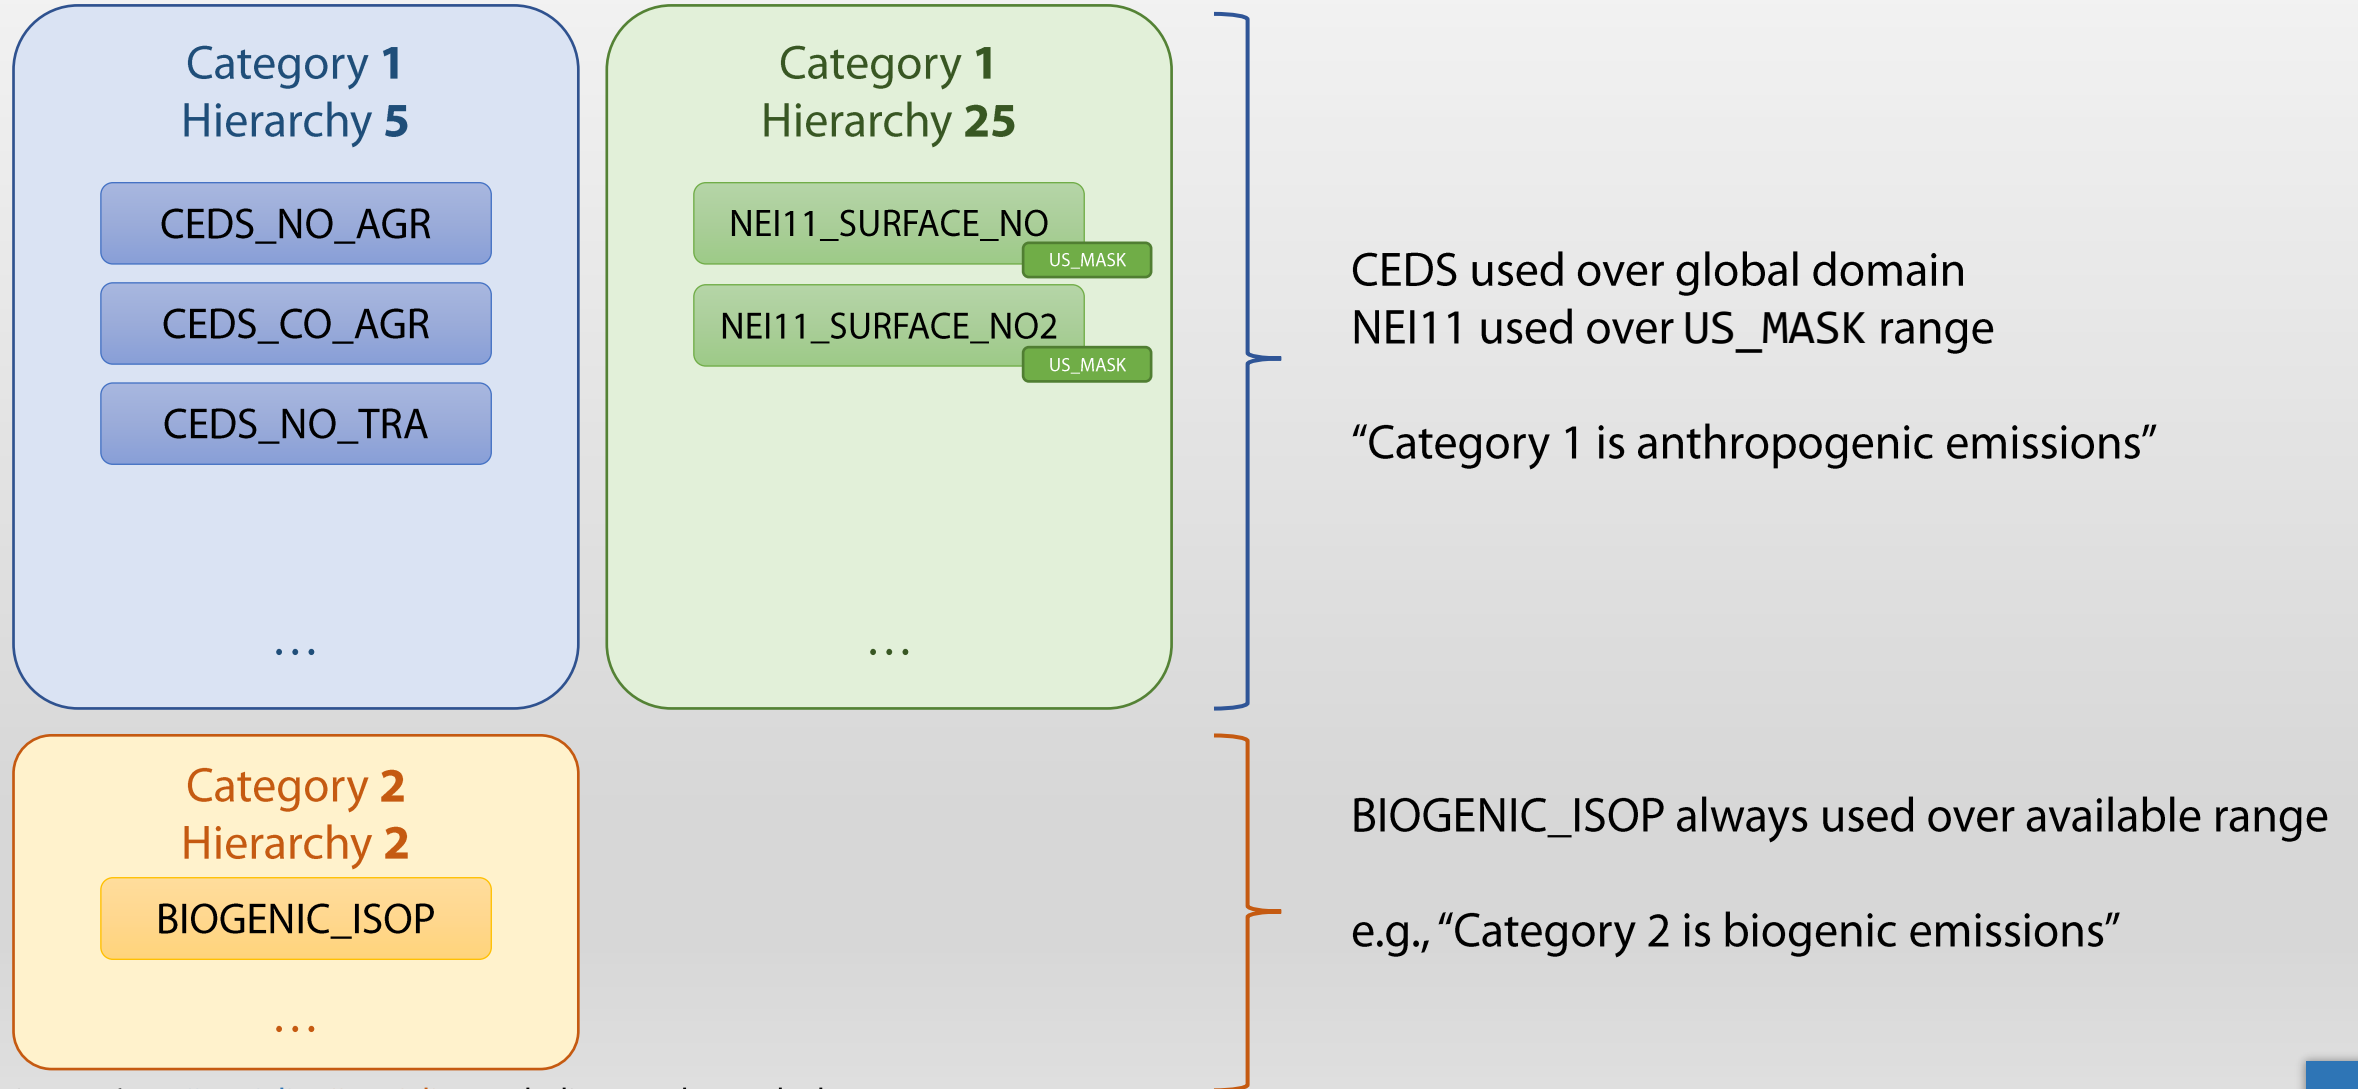 Category 1
Hierarchy 5
CEDS_NO_AGR
CEDS_CO_AGR
CEDS_NO_TRA
...
Category 1
Hierarchy 25
NEI11_SURFACE_NO
US_MASK
NEI11_SURFACE_NO2
US_MASK
...
CEDS used over global domain
NEI11 used over US_MASK range
“Category 1 is anthropogenic emissions”
Category 2
Hierarchy 2
BIOGENIC_ISOP
...
BIOGENIC_ISOP always used over available range
e.g., “Category 2 is biogenic emissions”